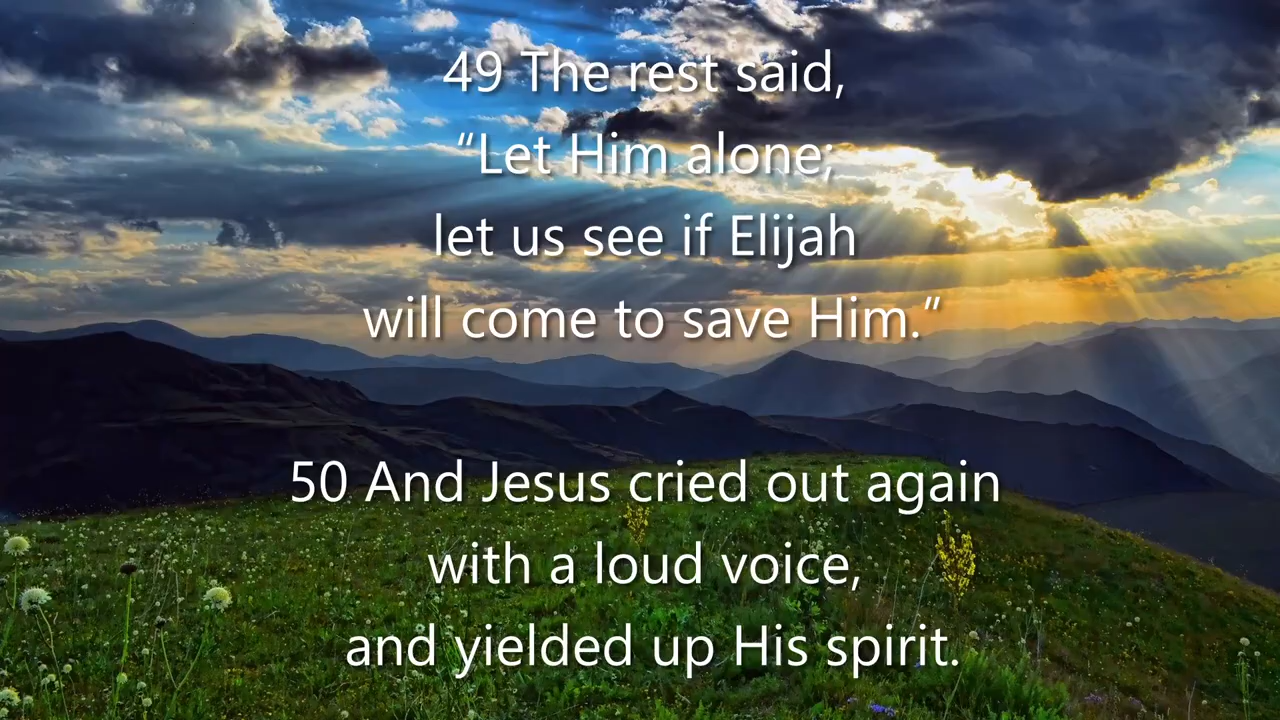 49 The rest said,
“Let Him alone;
let us see if Elijah
will come to save Him.”
50 And Jesus cried out again
with a loud voice,
and yielded up His spirit.